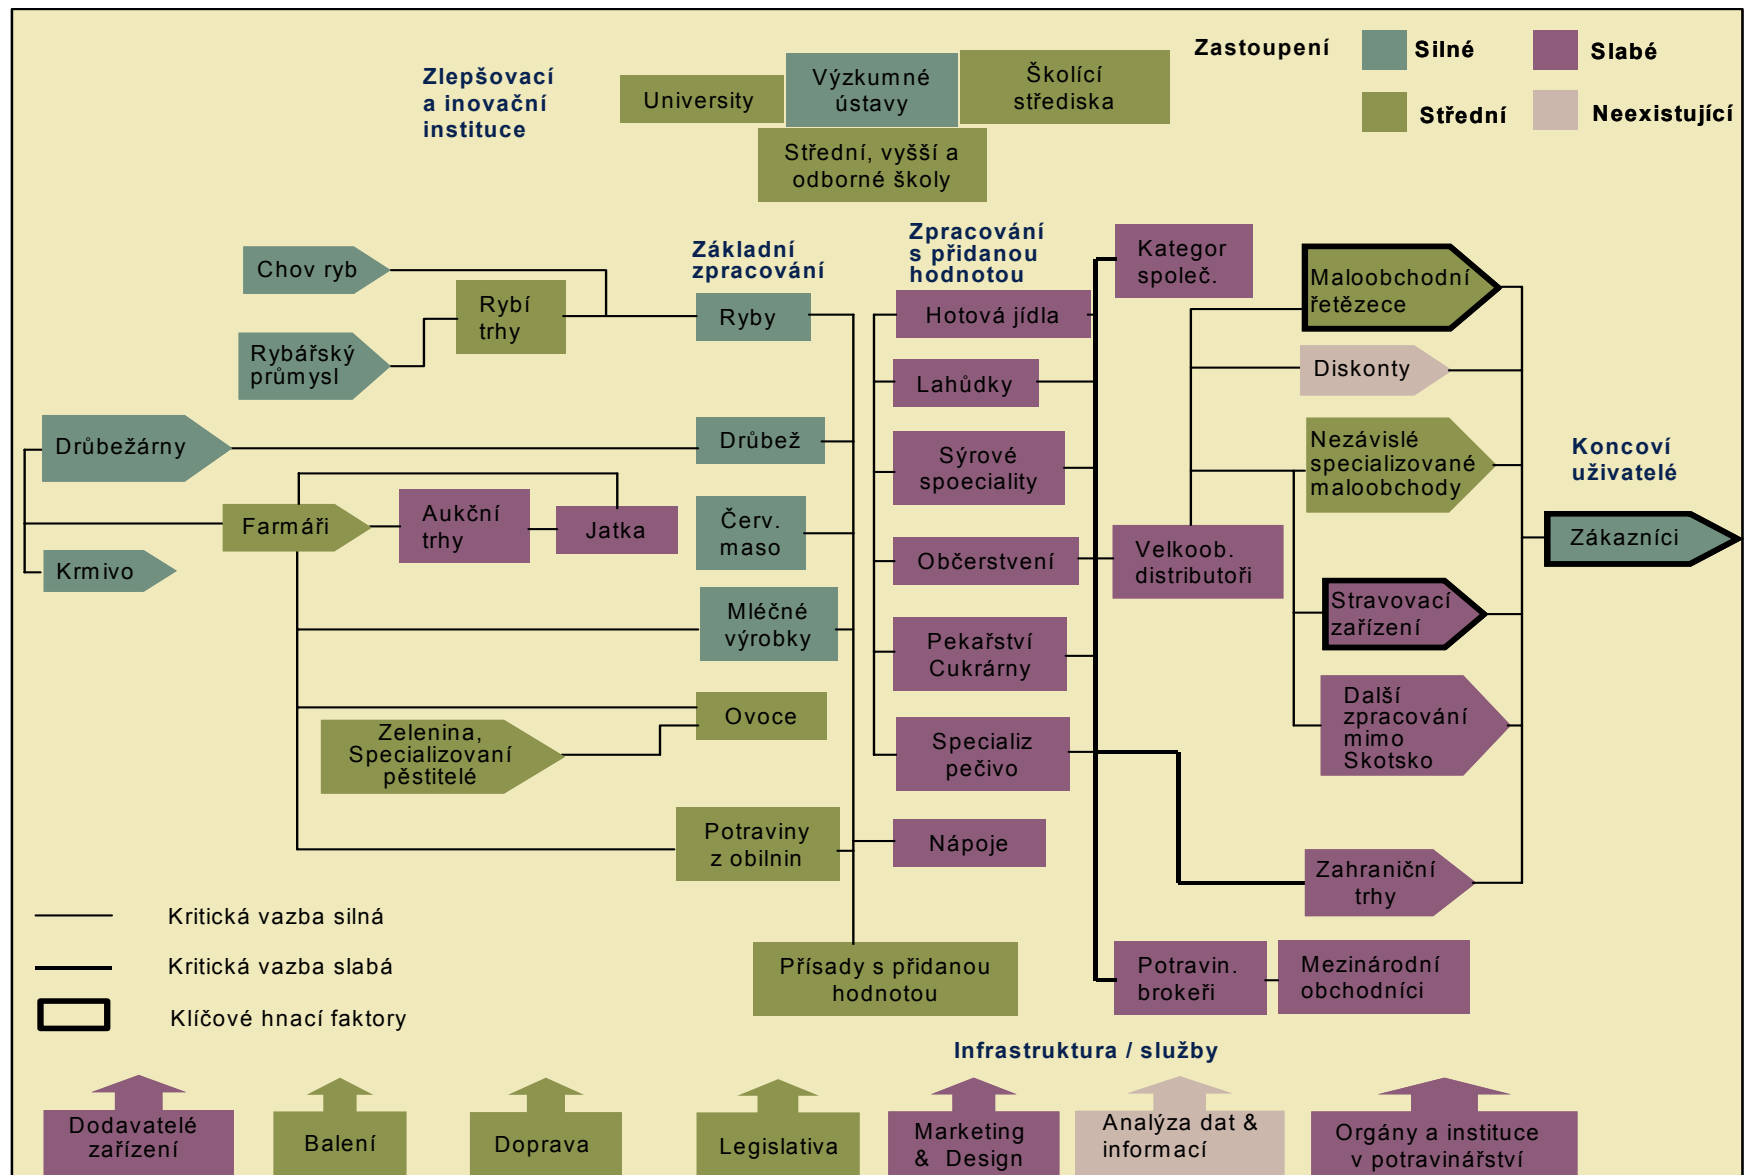 Zastoupení
Silné
Slabé
Střední
Neexistující
Zlepšovací
a inovační
instituce
University
Výzkumné
ústavy
Školící
střediska
Střední, vyšší a
odborné školy
Základní
zpracování
Zpracování
s přidanou
hodnotou
Koncoví
uživatelé
Chov ryb
Rybářský
průmysl
Rybí
trhy
Ryby
Drůbežárny
Drůbež
Farmáři
Aukční
trhy
Jatka
Krmivo
Červ.
maso
Mléčné
výrobky
Ovoce
Zelenina,
Specializovaní
pěstitelé
Potraviny
z obilnin
Přísady s přidanou
hodnotou
Hotová jídla
Lahůdky
Sýrové
spoeciality
Občerstvení
Pekařství
Cukrárny
Specializ
pečivo
Nápoje
Kategor
společ.
Velkoob.
distributoři
Potravin.
brokeři
Mezinárodní
obchodníci
Maloobchodní
řetězece
Diskonty
Nezávislé
specializované
maloobchody
Stravovací
zařízení
Další
zpracování
mimo
Skotsko
Zahraniční
trhy
Zákazníci
Kritická vazba silná
Kritická vazba slabá
Klíčové hnací faktory
Infrastruktura / služby
Dodavatelé
zařízení
Balení
Doprava
Legislativa
Marketing
& Design
Analýza dat &
informací
Orgány a instituce
v potravinářství